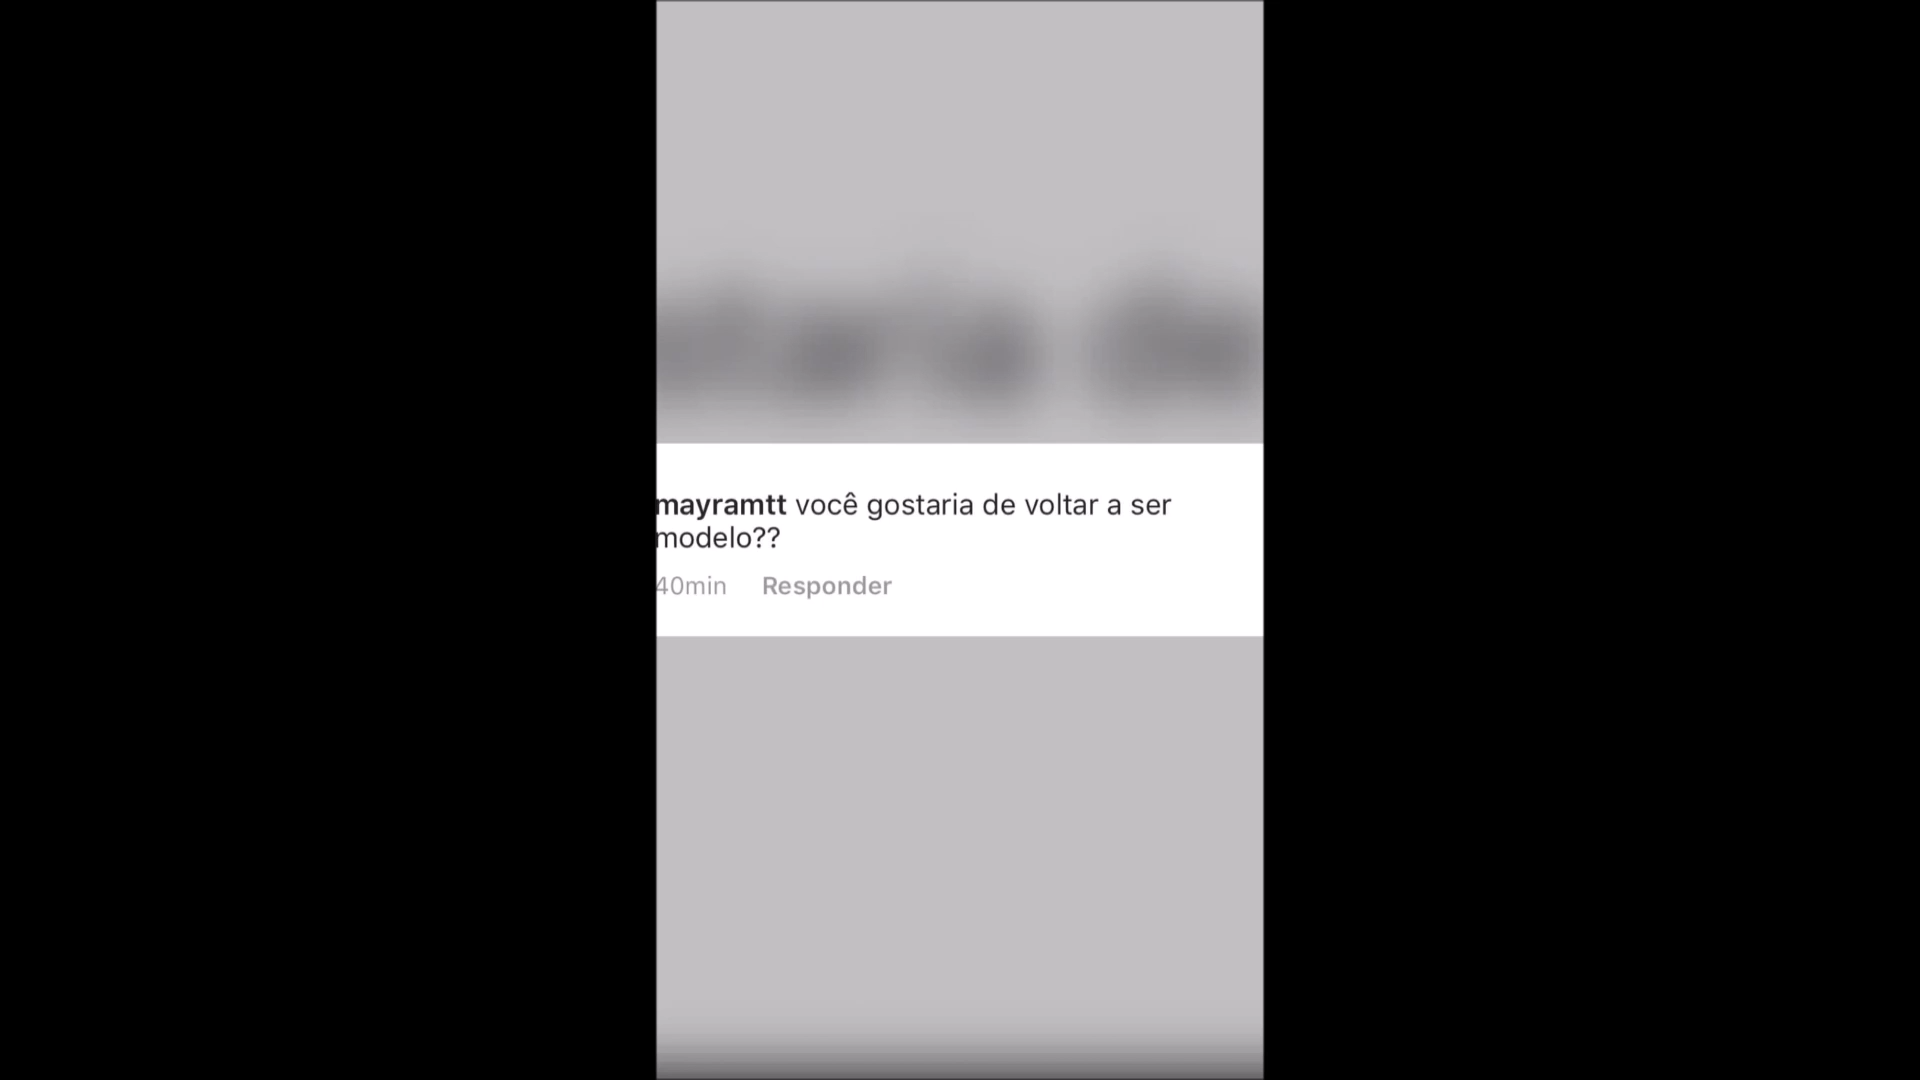 mayramtt você gostaria de voltar a ser
modelo??
40min Responder